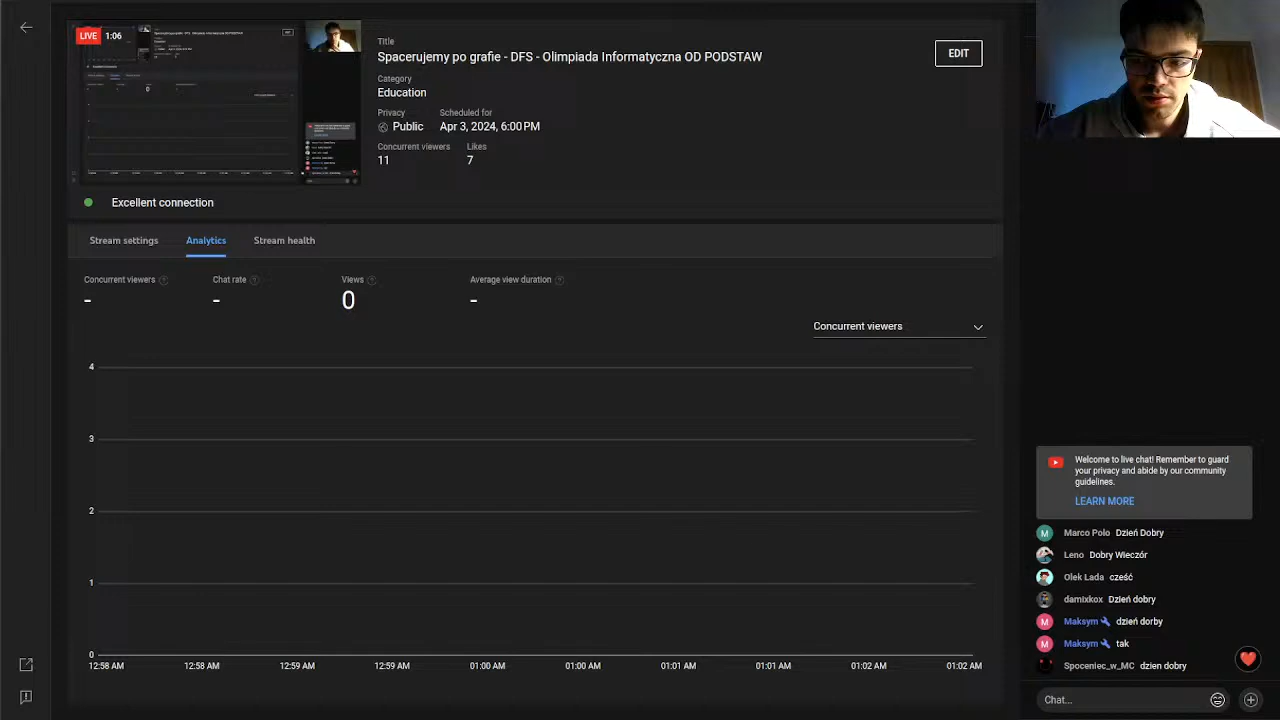 LIVE 1:06
Title
Spacerujemy po grafie - DFS - Olimpiada Informatyczna OD PODSTAW
EDIT
Category
Education
Privacy Scheduled for
Public Apr 3, 2024, 6:00 PM
Concurrent viewers Likes
11 7
Excellent connection
Stream settings Analytics Stream health
Concurrent viewers Chat rate Views Average view duration
- - 0 -
Concurrent viewers
4
3
2
1
0
12:58 AM 12:58 AM 12:59 AM 12:59 AM 01:00 AM 01:00 AM 01:01 AM 01:01 AM 01:02 AM 01:02 AM
Welcome to live chat! Remember to guard
your privacy and abide by our community
guidelines.
LEARN MORE
M Marco Polo Dzień Dobry
Leno Dobry Wieczór
Olek Lada cześć
damixkox Dzień dobry
M Maksym dzień dorby
M Maksym tak
Spoceniec_w_MC dzien dobry
Chat...